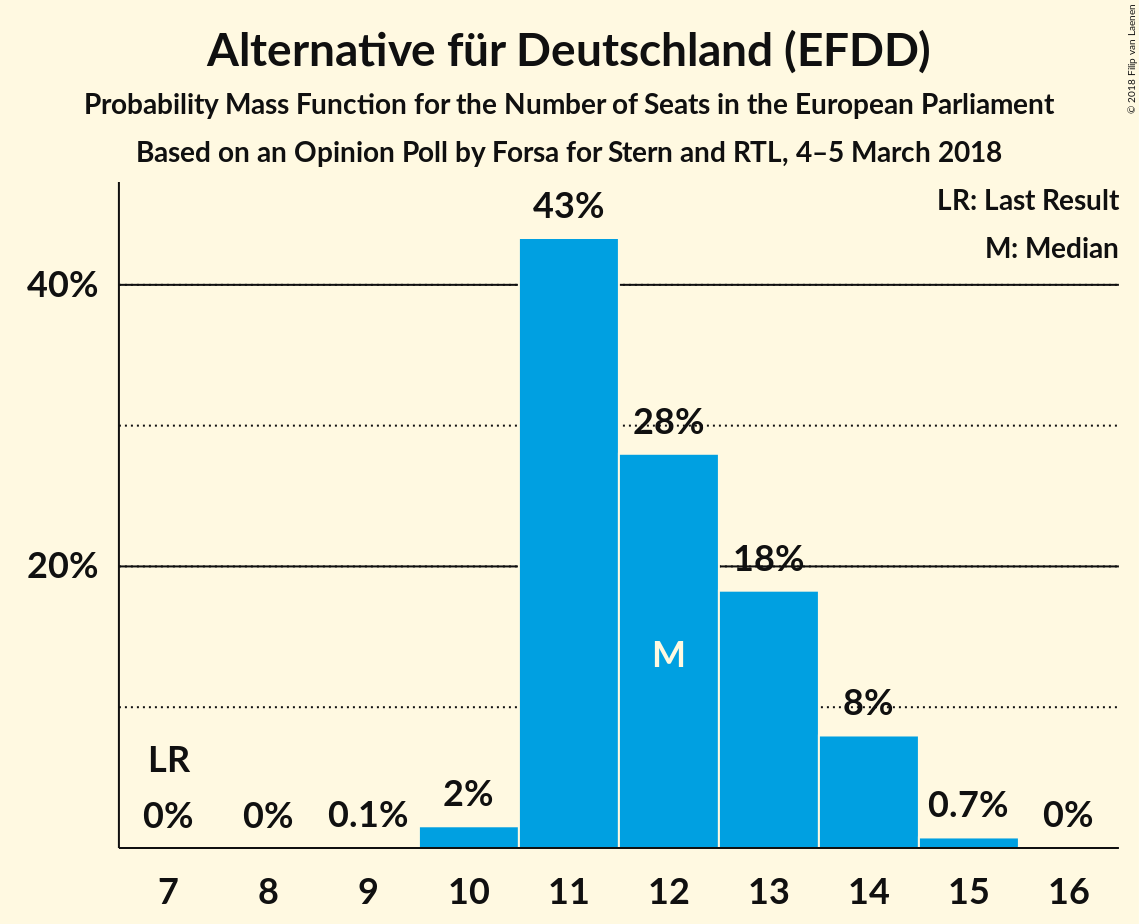 Alternative für Deutschland (EFDD)
Probability Mass Function for the Number of Seats in the European Parliament
Based on an Opinion Poll by Forsa for Stern and RTL, 4–5 March 2018
© 2018 Filip van Laenen
LR: Last Result
M: Median
43%
40%
28%
20%
18%
M
8%
LR
0%
0%
0.1%
2%
0.7%
0%
7
8
9
10
11
12
13
14
15
16